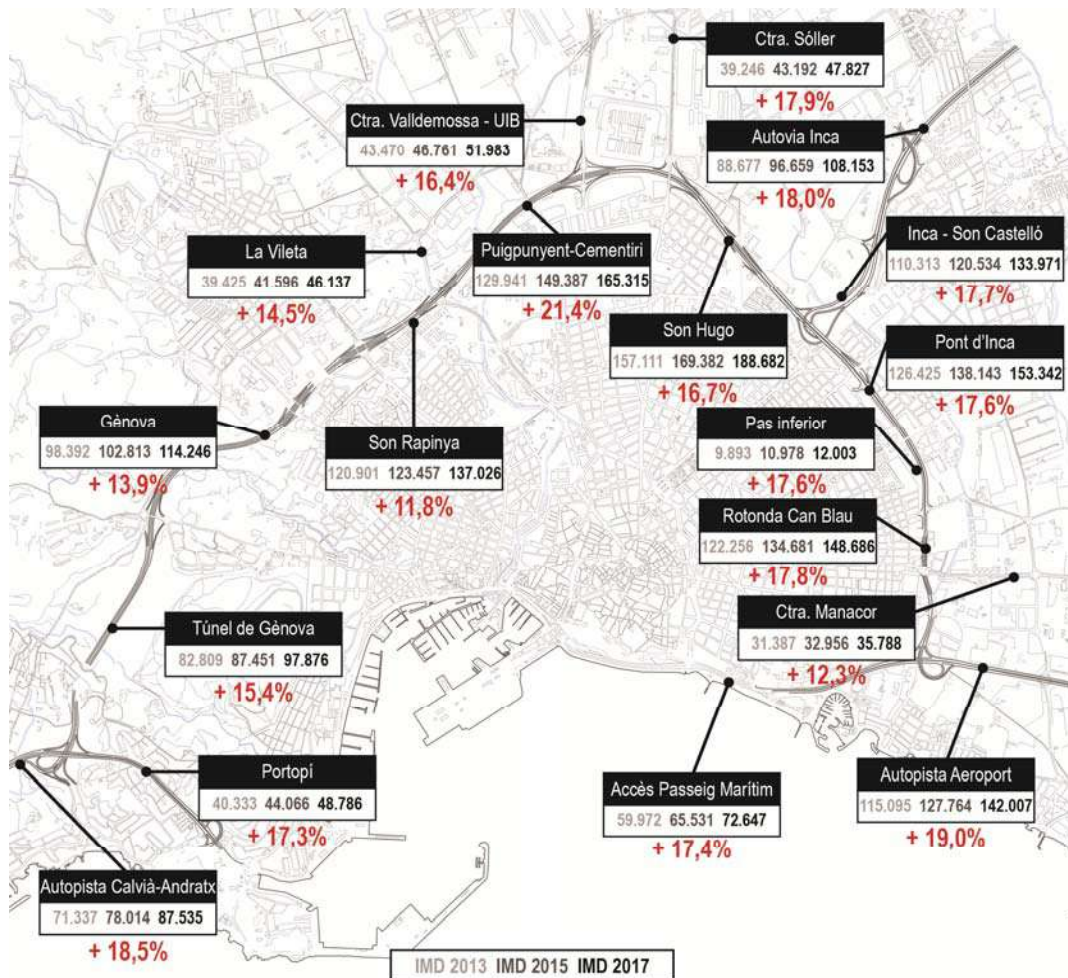 Ctra. Sóller
39.246 43.192 47.827
+ 17,9%
Ctra. Valldemossa - UIB
43.470 46.761 51.983
+ 16,4%
Autovia Inca
88.677 96.659 108.153
+ 18,0%
La Vileta
39.425 41.596 46.137
+ 14,5%
Puigpunyent-Cementiri
129.941 149.387 165.315
+ 21,4%
Inca - Son Castelló
110.313 120.534 133.971
+ 17,7%
Son Hugo
157.111 169.382 188.682
+ 16,7%
Pont d'Inca
126.425 138.143 153.342
+ 17,6%
Gènova
98.392 102.813 114.246
+ 13,9%
Son Rapinya
120.901 123.457 137.026
+ 11,8%
Pas inferior
9.893 10.978 12.003
+ 17,6%
Rotonda Can Blau
122.256 134.681 148.686
+ 17,8%
Ctra. Manacor
31.387 32.956 35.788
+ 12,3%
Túnel de Gènova
82.809 87.451 97.876
+ 15,4%
Portopí
40.333 44.066 48.786
+ 17,3%
Accès Passeig Marítim
59.972 65.531 72.647
+ 17,4%
Autopista Aeroport
115.095 127.764 142.007
+ 19,0%
Autopista Calvià-Andratx
71.337 78.014 87.535
+ 18,5%
IMD 2013 IMD 2015 IMD 2017